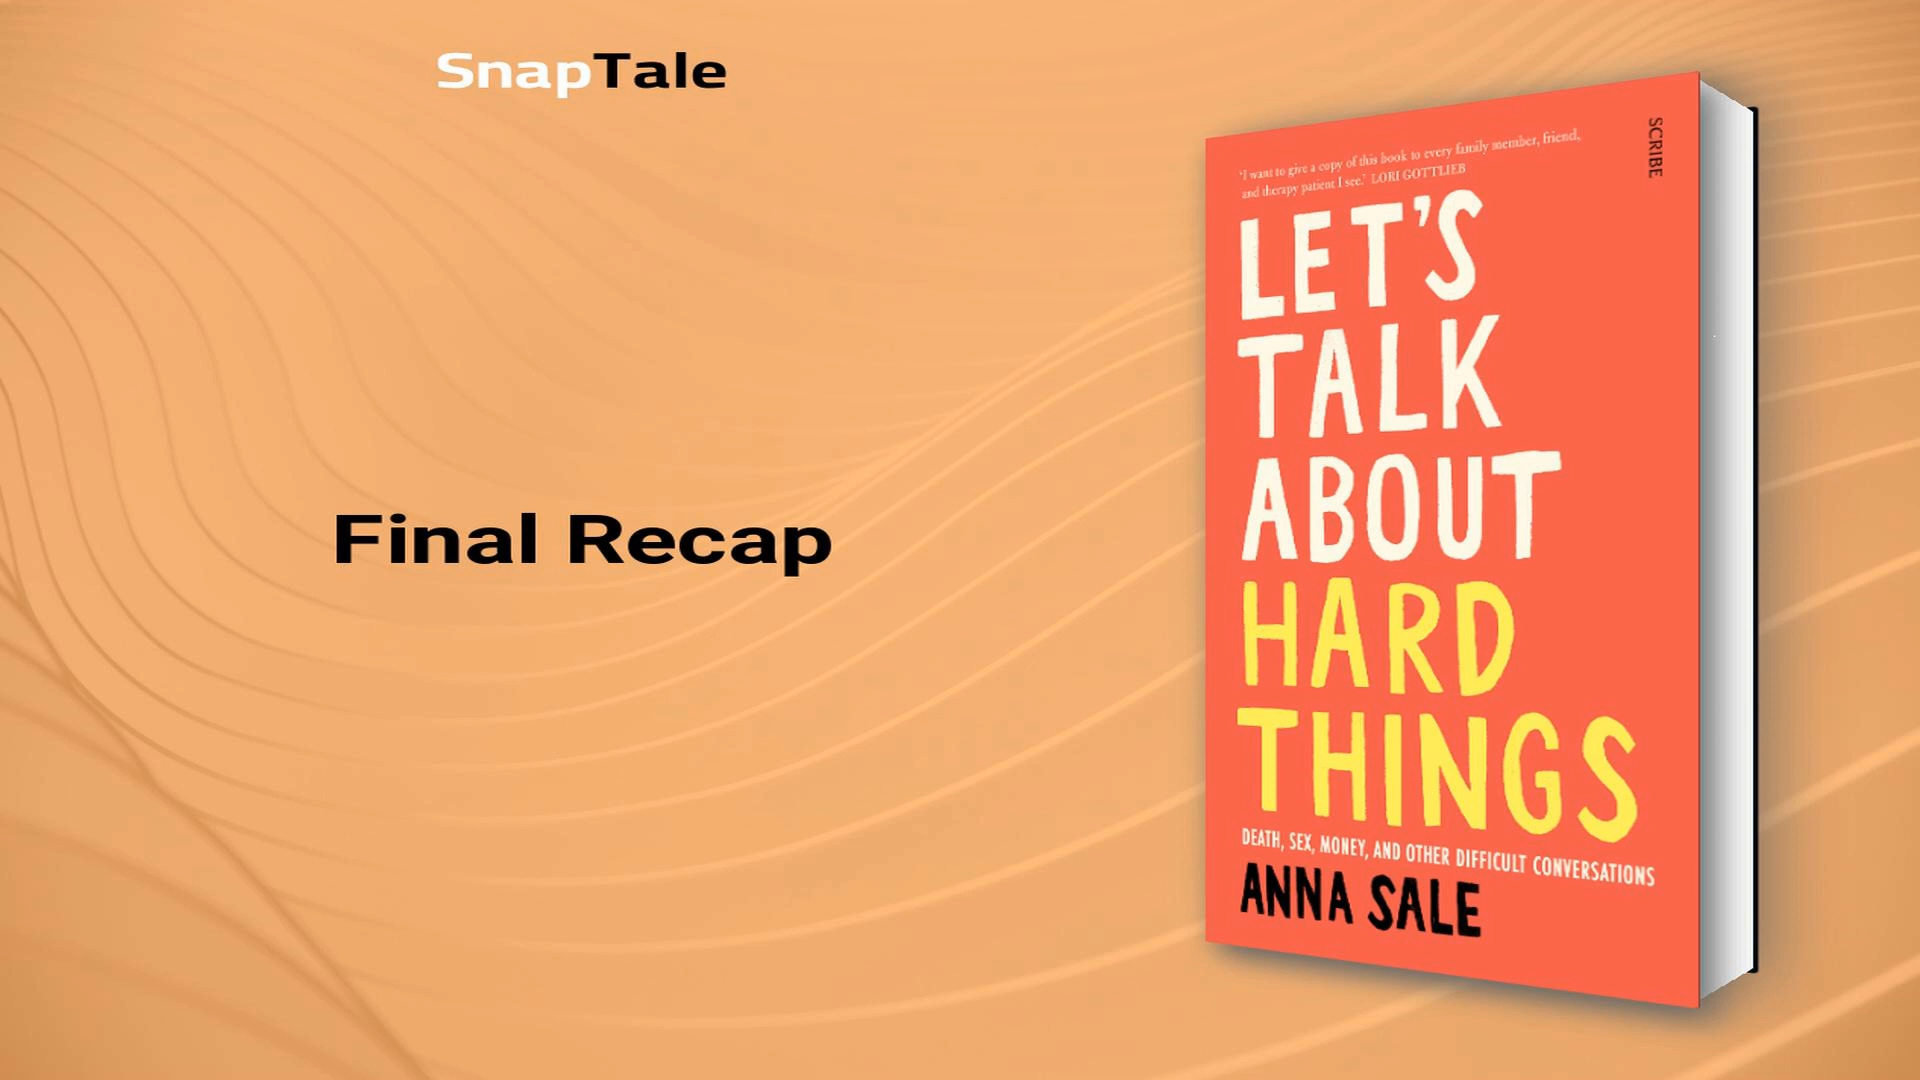 SnapTale
Final Recap
'I want to give a copy of this book to every family member, friend,
and therapy patient I see.' LORI GOTTLIEB
SCRIBE
LET'S
TALK
ABOUT
HARD
THINGS
DEATH, SEX, MONEY, AND OTHER DIFFICULT CONVERSATIONS
ANNA SALE